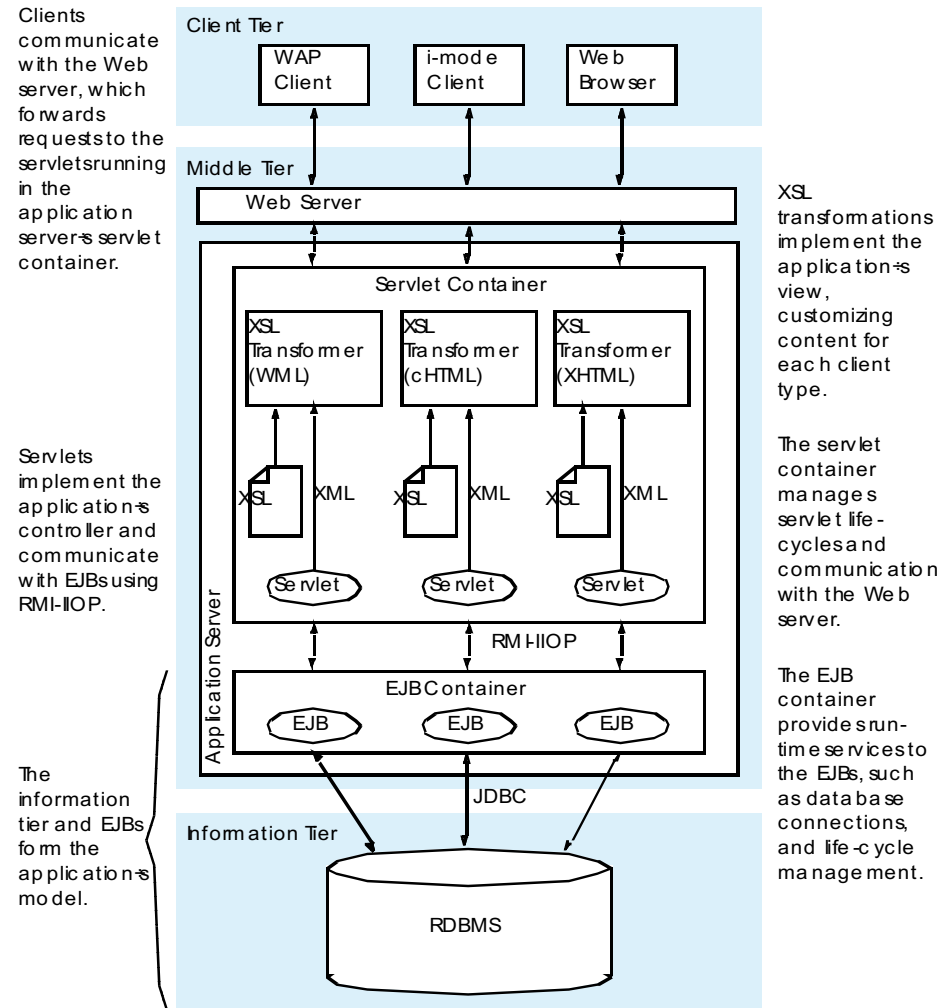 Clients
communicate
with the Web
server, which
forwards
requests to the
servlets running
in the
application
server÷s servlet
container.
Client Tier
WAP
Client
i-mode
Client
Web
Browser
Middle Tier
Web Server
Servlet Container
XSL
Transformer
(WML)
XSL
Transformer
(cHTML)
XSL
Transformer
(XHTML)
XSL
XML
XSL
XML
XSL
XML
Servlet
Servlet
Servlet
RMI-IIOP
Application Server
EJB Container
EJB
EJB
EJB
JDBC
Information Tier
RDBMS
Servlets
implement the
application÷s
controller and
communicate
with EJBs using
RMI-IIOP.
The
information
tier and EJBs
form the
application÷s
model.
XSL
transformations
implement the
application÷s
view,
customizing
content for
each client
type.
The servlet
container
manages
servlet life-
cycles and
communication
with the Web
server.
The EJB
container
provides run-
time services to
the EJBs, such
as database
connections,
and life-cycle
management.